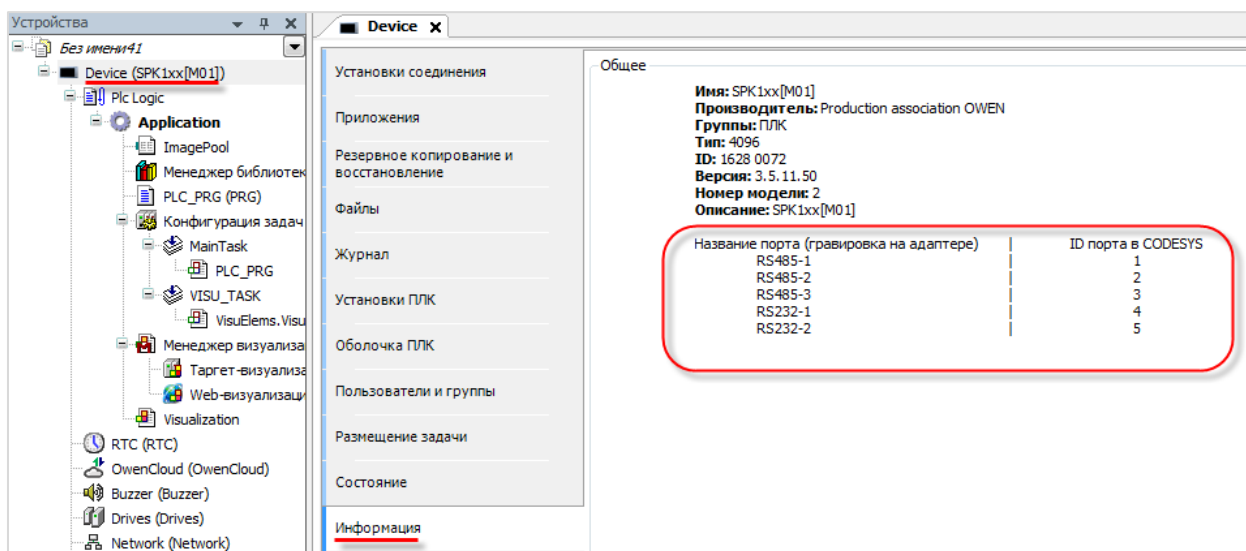 Устройства
Без имени41
Device (SPK1xx[M01])
Plc Logic
Application
ImagePool
Менеджер библиотек
PLC_PRG (PRG)
Конфигурация задач
MainTask
PLC_PRG
VISU_TASK
VisuElems.Visu
Менеджер визуализа
Таргет-визуализа
Web-визуализаци
Visualization
RTC (RTC)
OwenCloud (OwenCloud)
Buzzer (Buzzer)
Drives (Drives)
Network (Network)
Device
Установки соединения
Приложения
Резервное копирование и
восстановление
Файлы
Журнал
Установки ПЛК
Оболочка ПЛК
Пользователи и группы
Размещение задачи
Состояние
Информация
Общее
Имя: SPK1xx[M01]
Производитель: Production association OWEN
Группы: ПЛК
Тип: 4096
ID: 1628 0072
Версия: 3.5.11.50
Номер модели: 2
Описание: SPK1xx[M01]
Название порта (гравировка на адаптере) | ID порта в CODESYS
RS485-1 | 1
RS485-2 | 2
RS485-3 | 3
RS232-1 | 4
RS232-2 | 5